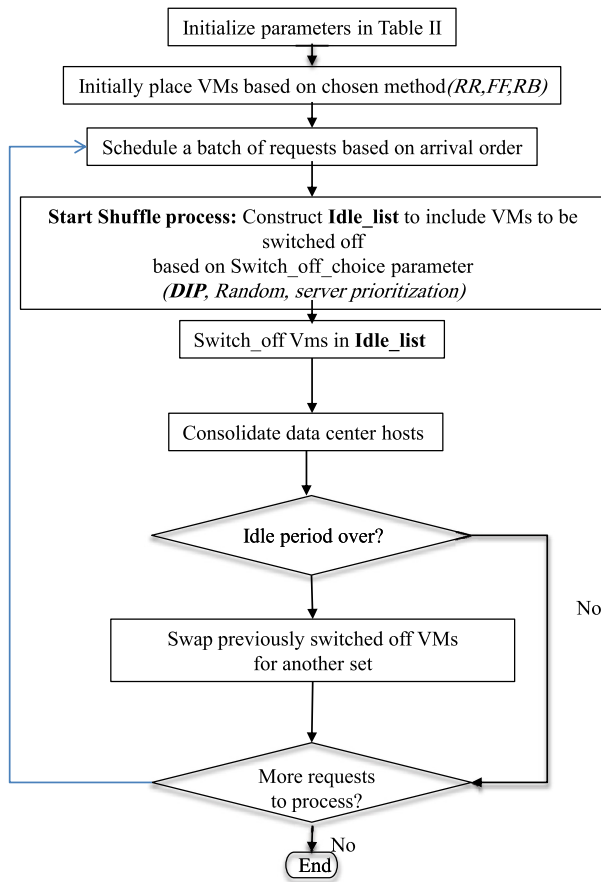 Initialize parameters in Table II
Initially place VMs based on chosen method(RR,FF,RB)
Schedule a batch of requests based on arrival order
Start Shuffle process: Construct Idle_list to include VMs to be
switched off
based on Switch_off_choice parameter
(DIP, Random, server prioritization)
Switch_off Vms in Idle_list
Consolidate data center hosts
Idle period over?
No
Swap previously switched off VMs
for another set
More requests
to process?
No
End